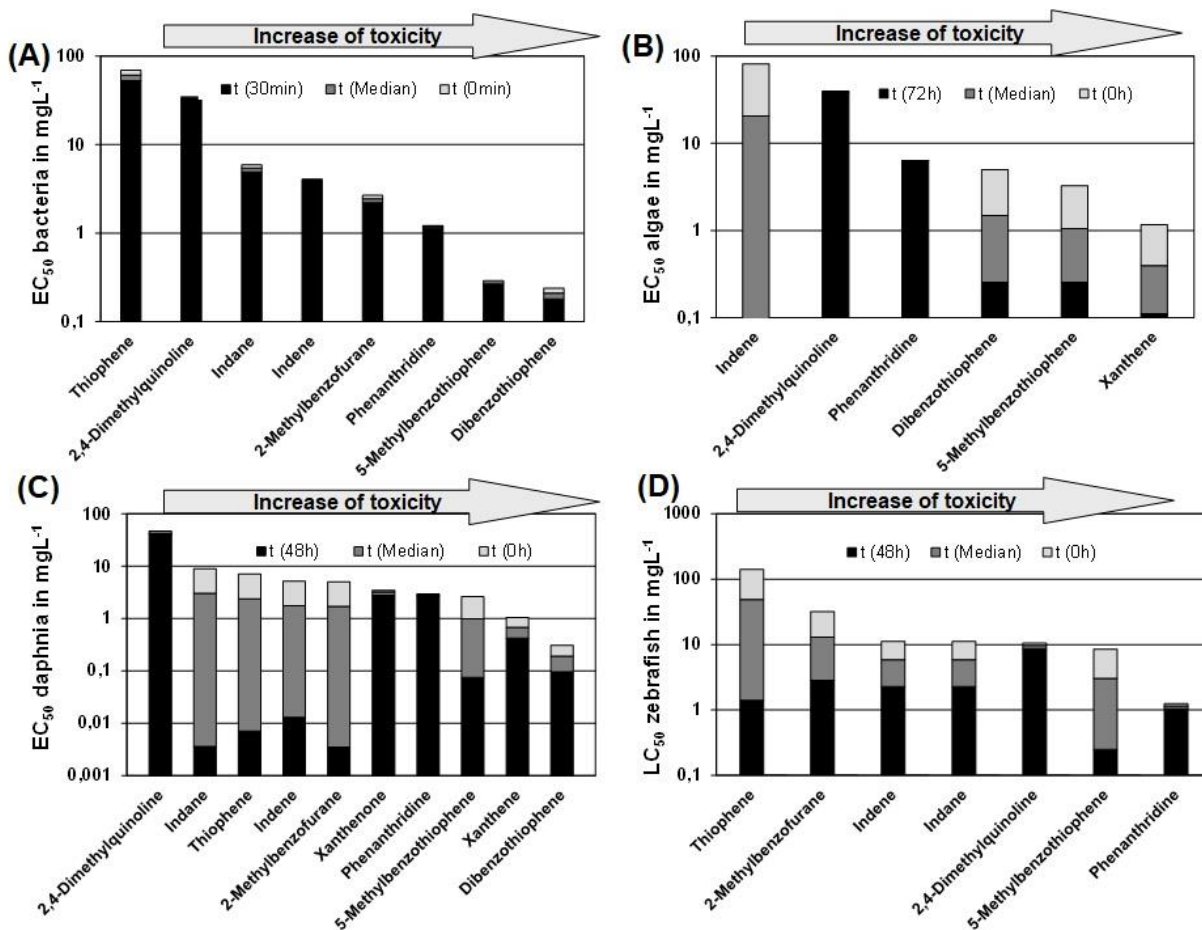 (A)
Increase of toxicity
EC50 bacteria in mgL-1
100
10
1
0,1
t (30min) t (Median) t (0min)
Thiophene
2,4-Dimethylquinoline
Indane
Indene
2-Methylbenzofurane
Phenanthridine
5-Methylbenzothiophene
Dibenzothiophene
(B)
Increase of toxicity
EC50 algae in mgL-1
100
10
1
0,1
t (72h) t (Median) t (0h)
Indene
2,4-Dimethylquinoline
Phenanthridine
Dibenzothiophene
5-Methylbenzothiophene
Xanthene
(C)
Increase of toxicity
EC50 daphnia in mgL-1
100
10
1
0,1
0,01
0,001
t (48h) t (Median) t (0h)
2,4-Dimethylquinoline
Indane
Thiophene
Indene
2-Methylbenzofurane
Xanthenone
Phenanthridine
5-Methylbenzothiophene
Xanthene
Dibenzothiophene
(D)
Increase of toxicity
LC50 zebrafish in mgL-1
1000
100
10
1
0,1
t (48h) t (Median) t (0h)
Thiophene
2-Methylbenzofurane
Indene
Indane
2,4-Dimethylquinoline
5-Methylbenzothiophene
Phenanthridine